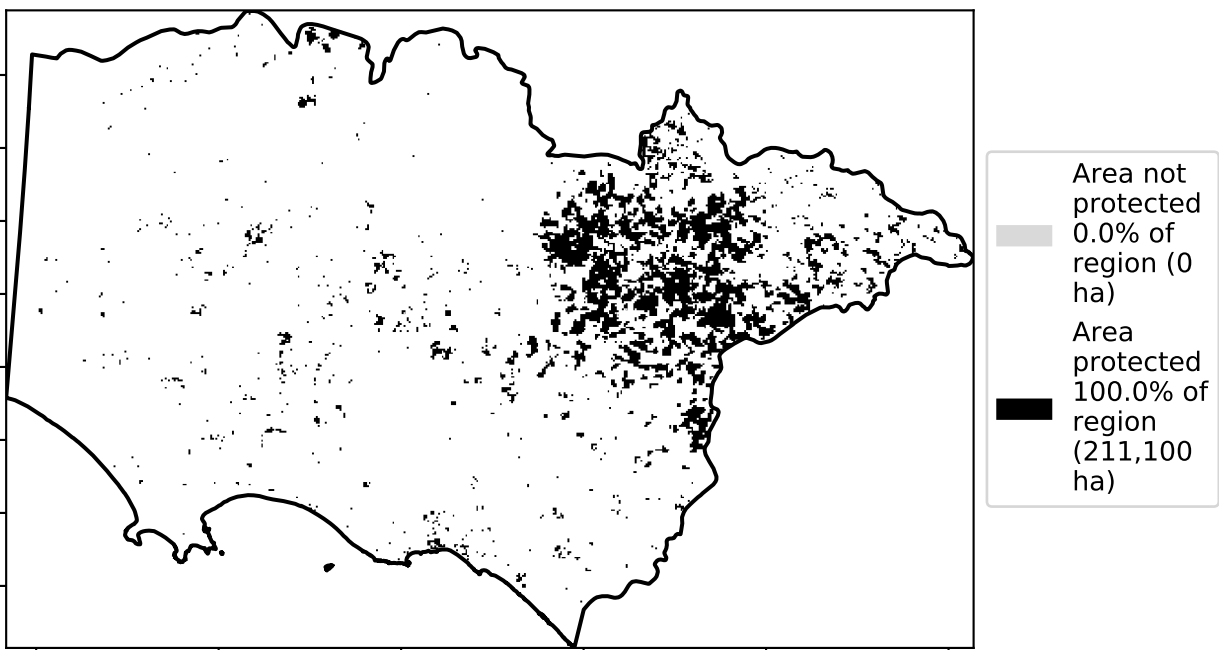 Area not
protected
0.0% of
region (0
ha)
Area
protected
100.0% of
region
(211,100
ha)